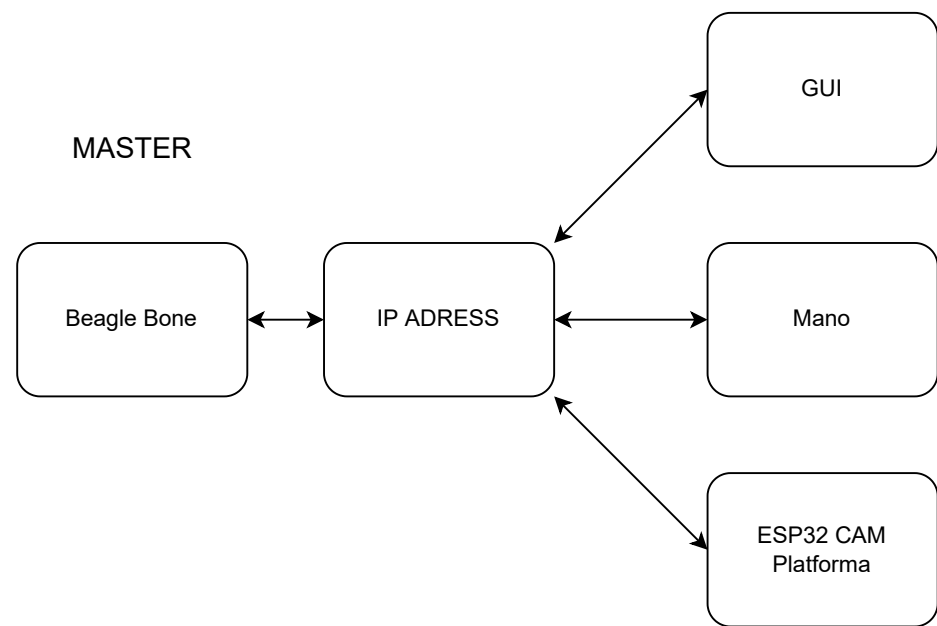 MASTER
Beagle Bone
IP ADRESS
GUI
Mano
ESP32 CAM
Platforma